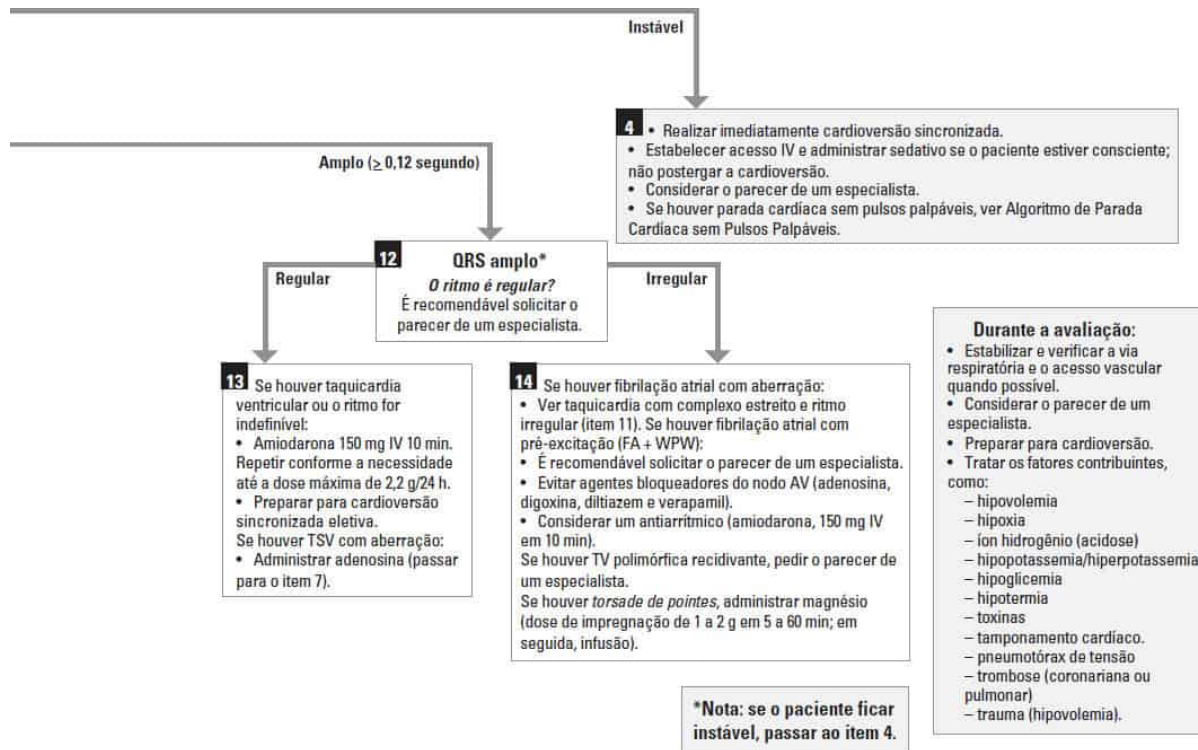 Instável
4 • Realizar imediatamente cardioversão sincronizada.
• Estabelecer acesso IV e administrar sedativo se o paciente estiver consciente;
não postergar a cardioversão.
• Considerar o parecer de um especialista.
• Se houver parada cardíaca sem pulsos palpáveis, ver Algoritmo de Parada
Cardíaca sem Pulsos Palpáveis.
Amplo (≥ 0,12 segundo)
12 QRS amplo*
O ritmo é regular?
É recomendável solicitar o
parecer de um especialista.
Regular
Irregular
13 Se houver taquicardia
ventricular ou o ritmo for
indefinível:
• Amiodarona 150 mg IV 10 min.
Repetir conforme a necessidade
até a dose máxima de 2,2 g/24 h.
• Preparar para cardioversão
sincronizada eletiva.
Se houver TSV com aberração:
• Administrar adenosina (passar
para o item 7).
14 Se houver fibrilação atrial com aberração:
• Ver taquicardia com complexo estreito e ritmo
irregular (item 11). Se houver fibrilação atrial com
pré-excitação (FA + WPW):
• É recomendável solicitar o parecer de um especialista.
• Evitar agentes bloqueadores do nodo AV (adenosina,
digoxina, diltiazem e verapamil).
• Considerar um antiarrítmico (amiodarona, 150 mg IV
em 10 min).
Se houver TV polimórfica recidivante, pedir o parecer de
um especialista.
Se houver torsade de pointes, administrar magnésio
(dose de impregnação de 1 a 2 g em 5 a 60 min; em
seguida, infusão).
Durante a avaliação:
• Estabilizar e verificar a via
respiratória e o acesso vascular
quando possível.
• Considerar o parecer de um
especialista.
• Preparar para cardioversão.
• Tratar os fatores contribuintes,
como:
– hipovolemia
– hipoxia
– íon hidrogênio (acidose)
– hipopotassemia/hiperpotassemia
– hipoglicemia
– hipotermia
– toxinas
– tamponamento cardíaco.
– pneumotórax de tensão
– trombose (coronariana ou
pulmonar)
– trauma (hipovolemia).
*Nota: se o paciente ficar
instável, passar ao item 4.